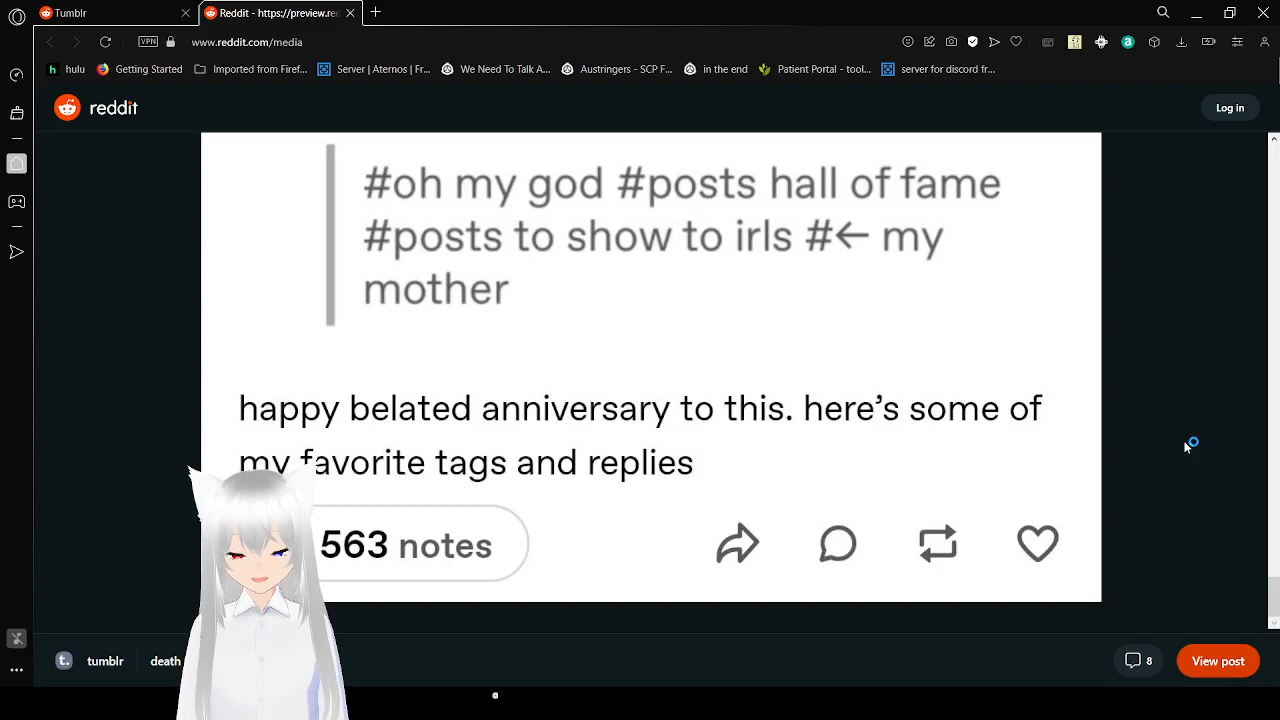 Tumblr
Reddit - https://preview.red
VPN
www.reddit.com/media
hulu
Getting Started
Imported from Firef...
Server | Aternos | Fr...
We Need To Talk A...
Austringers - SCP F...
in the end
Patient Portal - tool...
server for discord fr...
reddit
Log in
#oh my god #posts hall of fame
#posts to show to irls #← my
mother
happy belated anniversary to this. here's some of
my favorite tags and replies
563 notes
t.
tumblr
death
8
View post